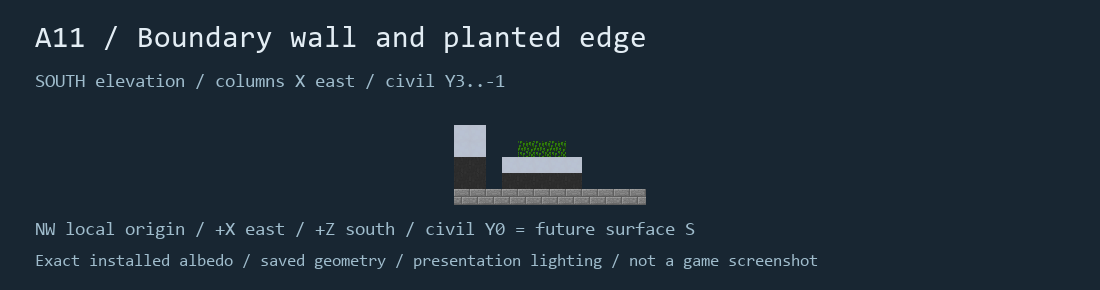 A11 / Boundary wall and planted edge
SOUTH elevation / columns X east / civil Y3..-1
NW local origin / +X east / +Z south / civil Y0 = future surface S
Exact installed albedo / saved geometry / presentation lighting / not a game screenshot